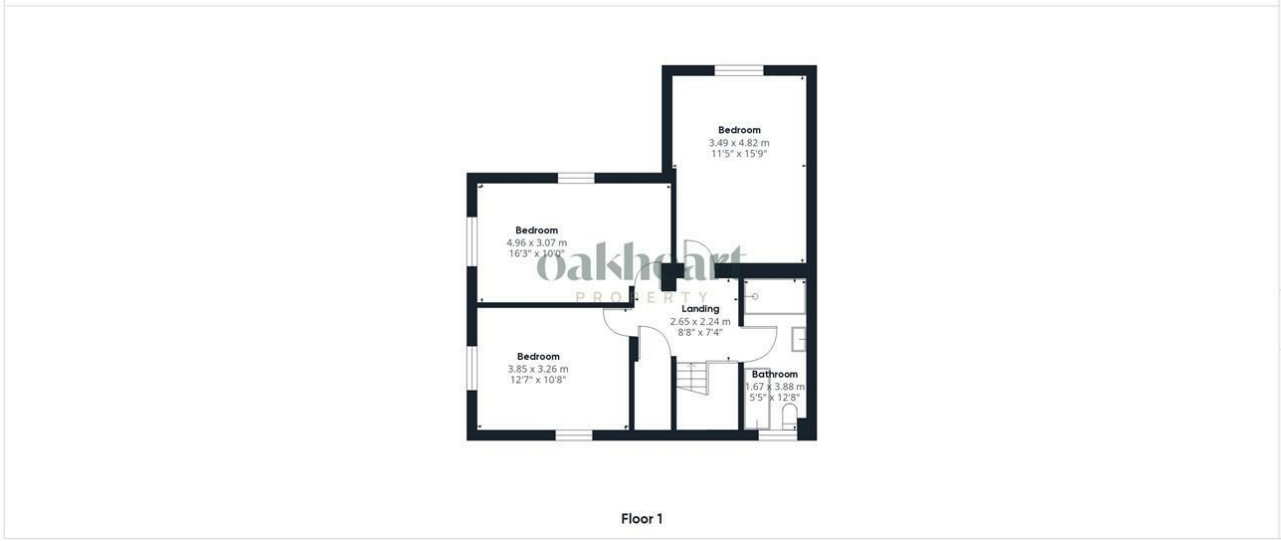 Bedroom
3.49 x 4.82 m
11'5" x 15'9"
Bedroom
4.96 x 3.07 m
16'3" x 10'0"
oakheart
PROPERTY
Landing
2.65 x 2.24 m
8'8" x 7'4"
Bedroom
3.85 x 3.26 m
12'7" x 10'8"
Bathroom
1.67 x 3.88 m
5'5" x 12'8"
Floor 1